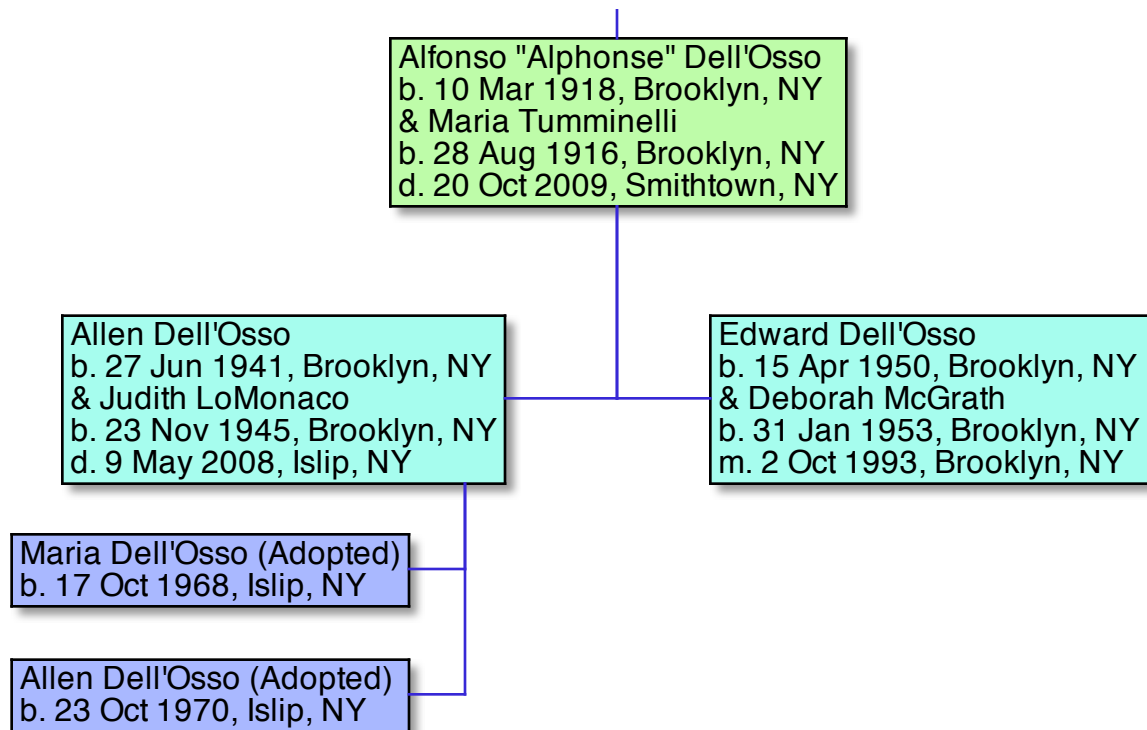 Alfonso "Alphonse" Dell'Osso
b. 10 Mar 1918, Brooklyn, NY
& Maria Tumminelli
b. 28 Aug 1916, Brooklyn, NY
d. 20 Oct 2009, Smithtown, NY
Allen Dell'Osso
b. 27 Jun 1941, Brooklyn, NY
& Judith LoMonaco
b. 23 Nov 1945, Brooklyn, NY
d. 9 May 2008, Islip, NY
Edward Dell'Osso
b. 15 Apr 1950, Brooklyn, NY
& Deborah McGrath
b. 31 Jan 1953, Brooklyn, NY
m. 2 Oct 1993, Brooklyn, NY
Maria Dell'Osso (Adopted)
b. 17 Oct 1968, Islip, NY
Allen Dell'Osso (Adopted)
b. 23 Oct 1970, Islip, NY